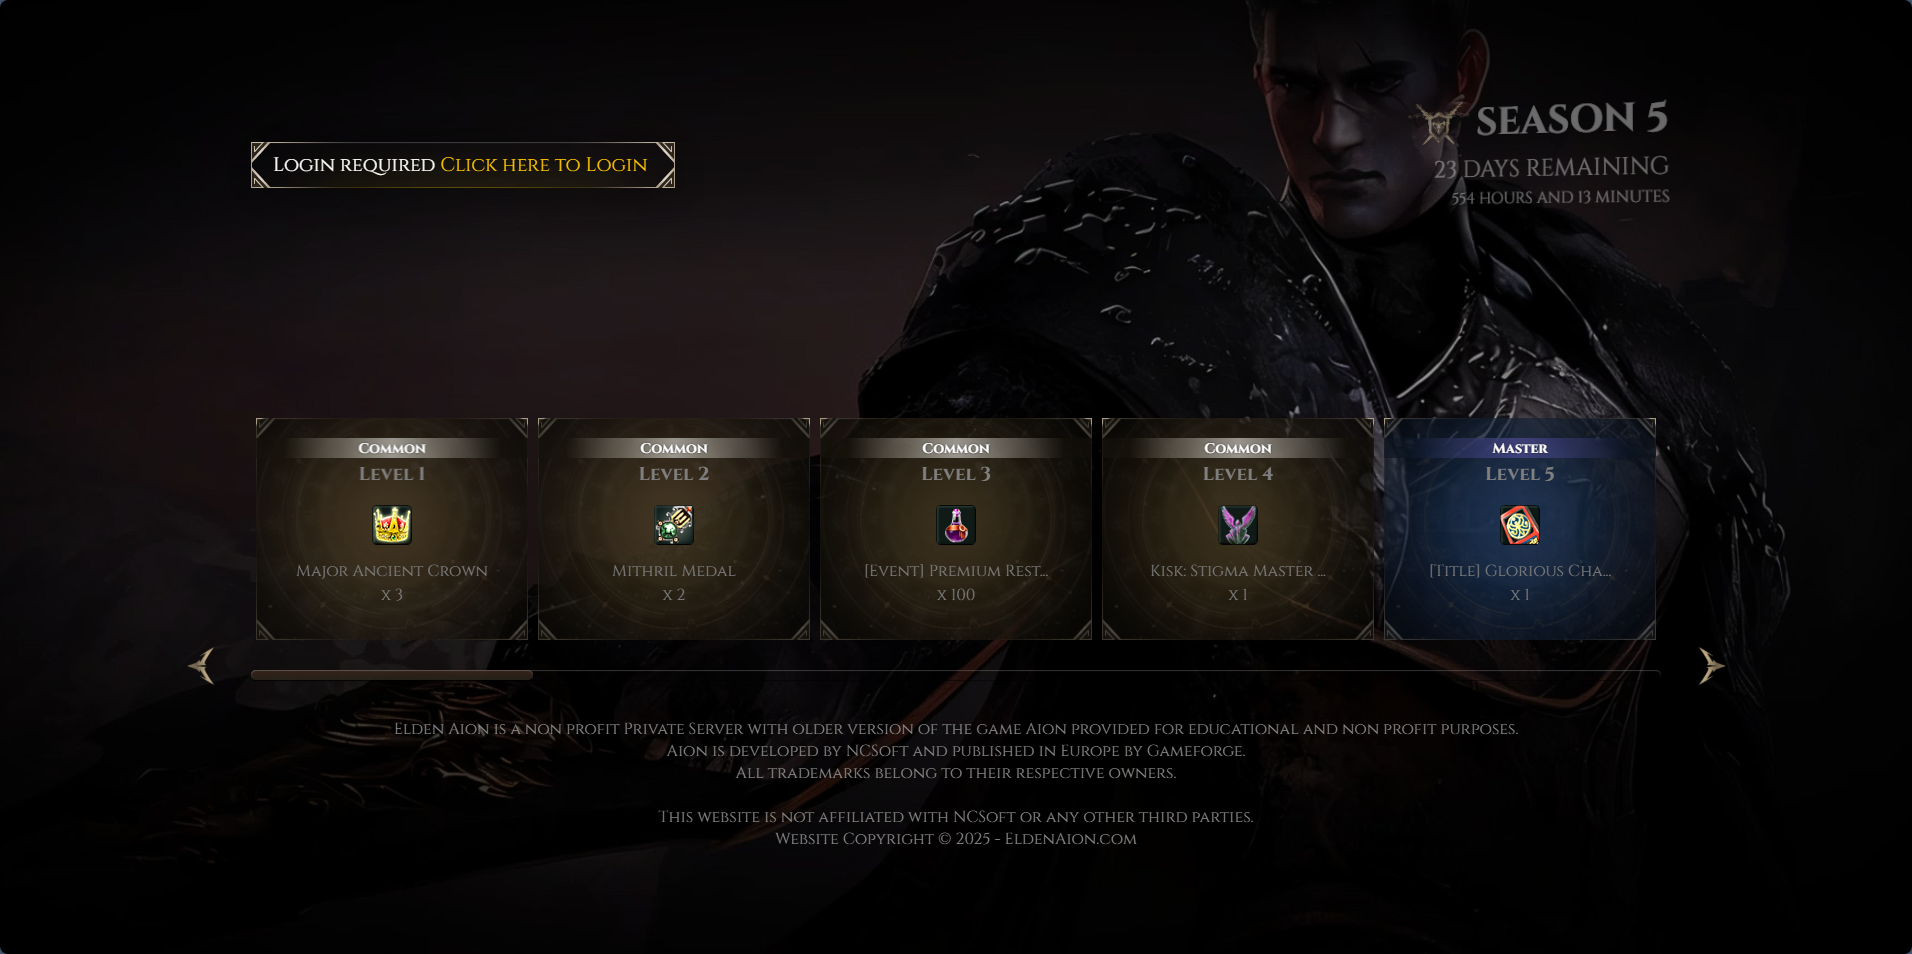 Login required Click here to Login
Season 5
23 days remaining
554 hours and 13 minutes
Common
Level 1
Major Ancient Crown
x 3
Common
Level 2
Mithril Medal
x 2
Common
Level 3
[Event] Premium Rest...
x 100
Common
Level 4
Kisk: Stigma Master ...
x 1
Master
Level 5
[Title] Glorious Cha...
x 1
Elden Aion is a non profit Private Server with older version of the game Aion provided for educational and non profit purposes.
Aion is developed by NCSoft and published in Europe by Gameforge.
All trademarks belong to their respective owners.
This website is not affiliated with NCSoft or any other third parties.
Website Copyright © 2025 - EldenAion.com